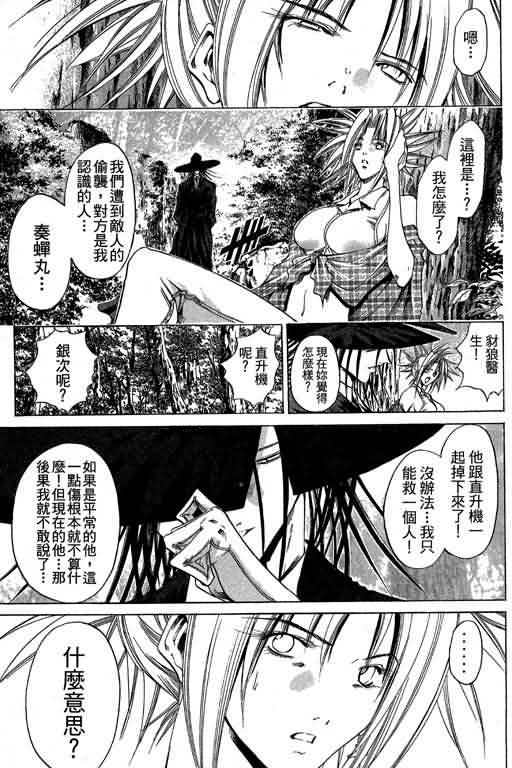 嗯…
這裡是…?
我怎麼了?
我們遭到敵人的
偷襲,對方是我
認識的人…
奏蟬丸…
豺狼醫
生!
現在妳覺得
怎麼樣?
直升機
呢?
銀次呢?
他跟直升機一
起掉下來了!
沒辦法…我只
能救一個人!
如果是平常的他,這
一點傷根本就不算什
麼!但現在的他…那
後果我就不敢說了…
……
什麼意思?